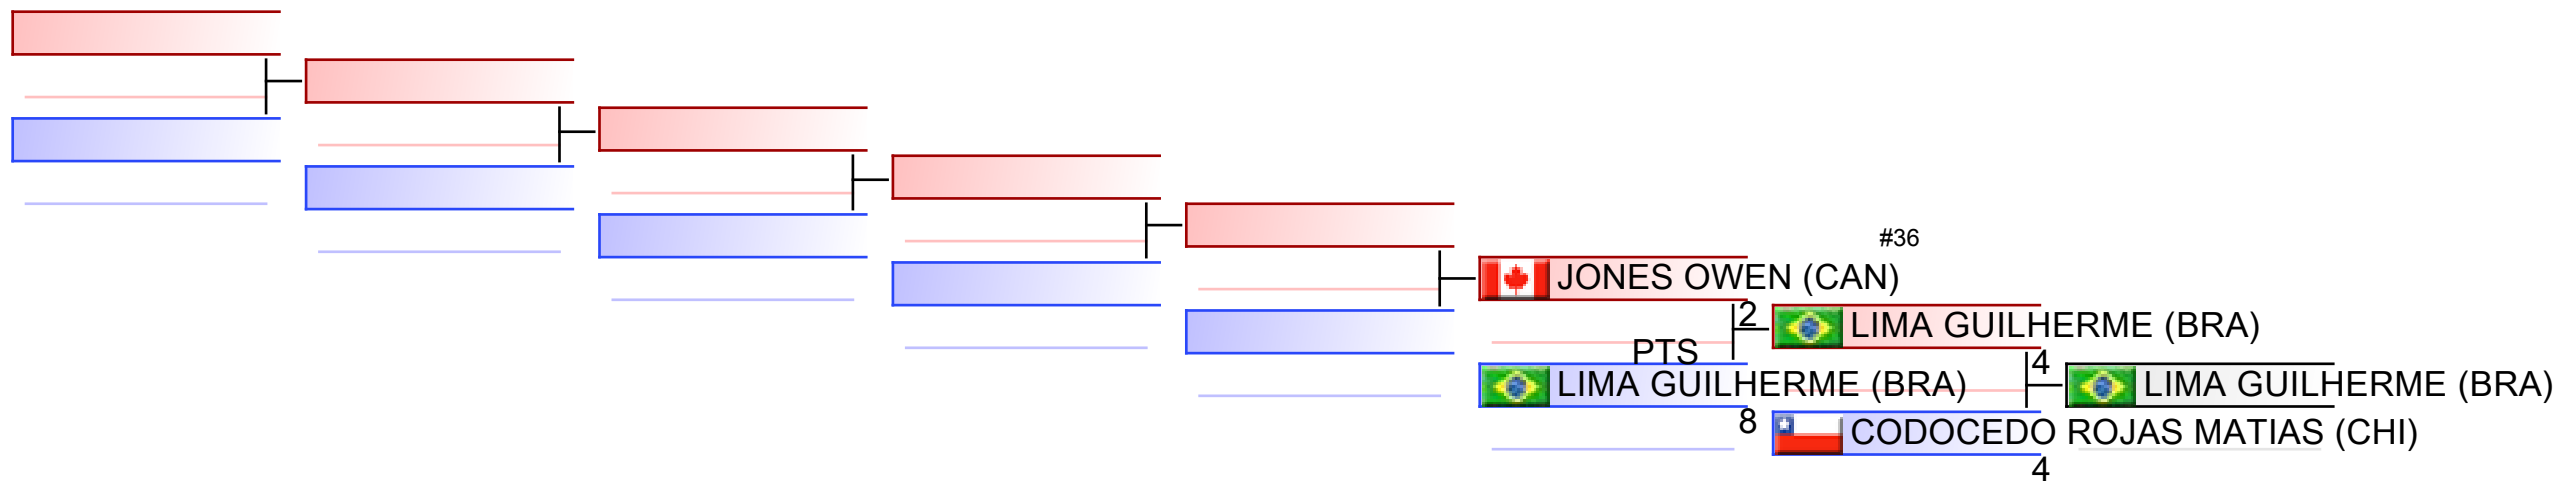 #36
JONES OWEN (CAN)
2
LIMA GUILHERME (BRA)
PTS
4
LIMA GUILHERME (BRA)
LIMA GUILHERME (BRA)
8
CODOCEDO ROJAS MATIAS (CHI)
4